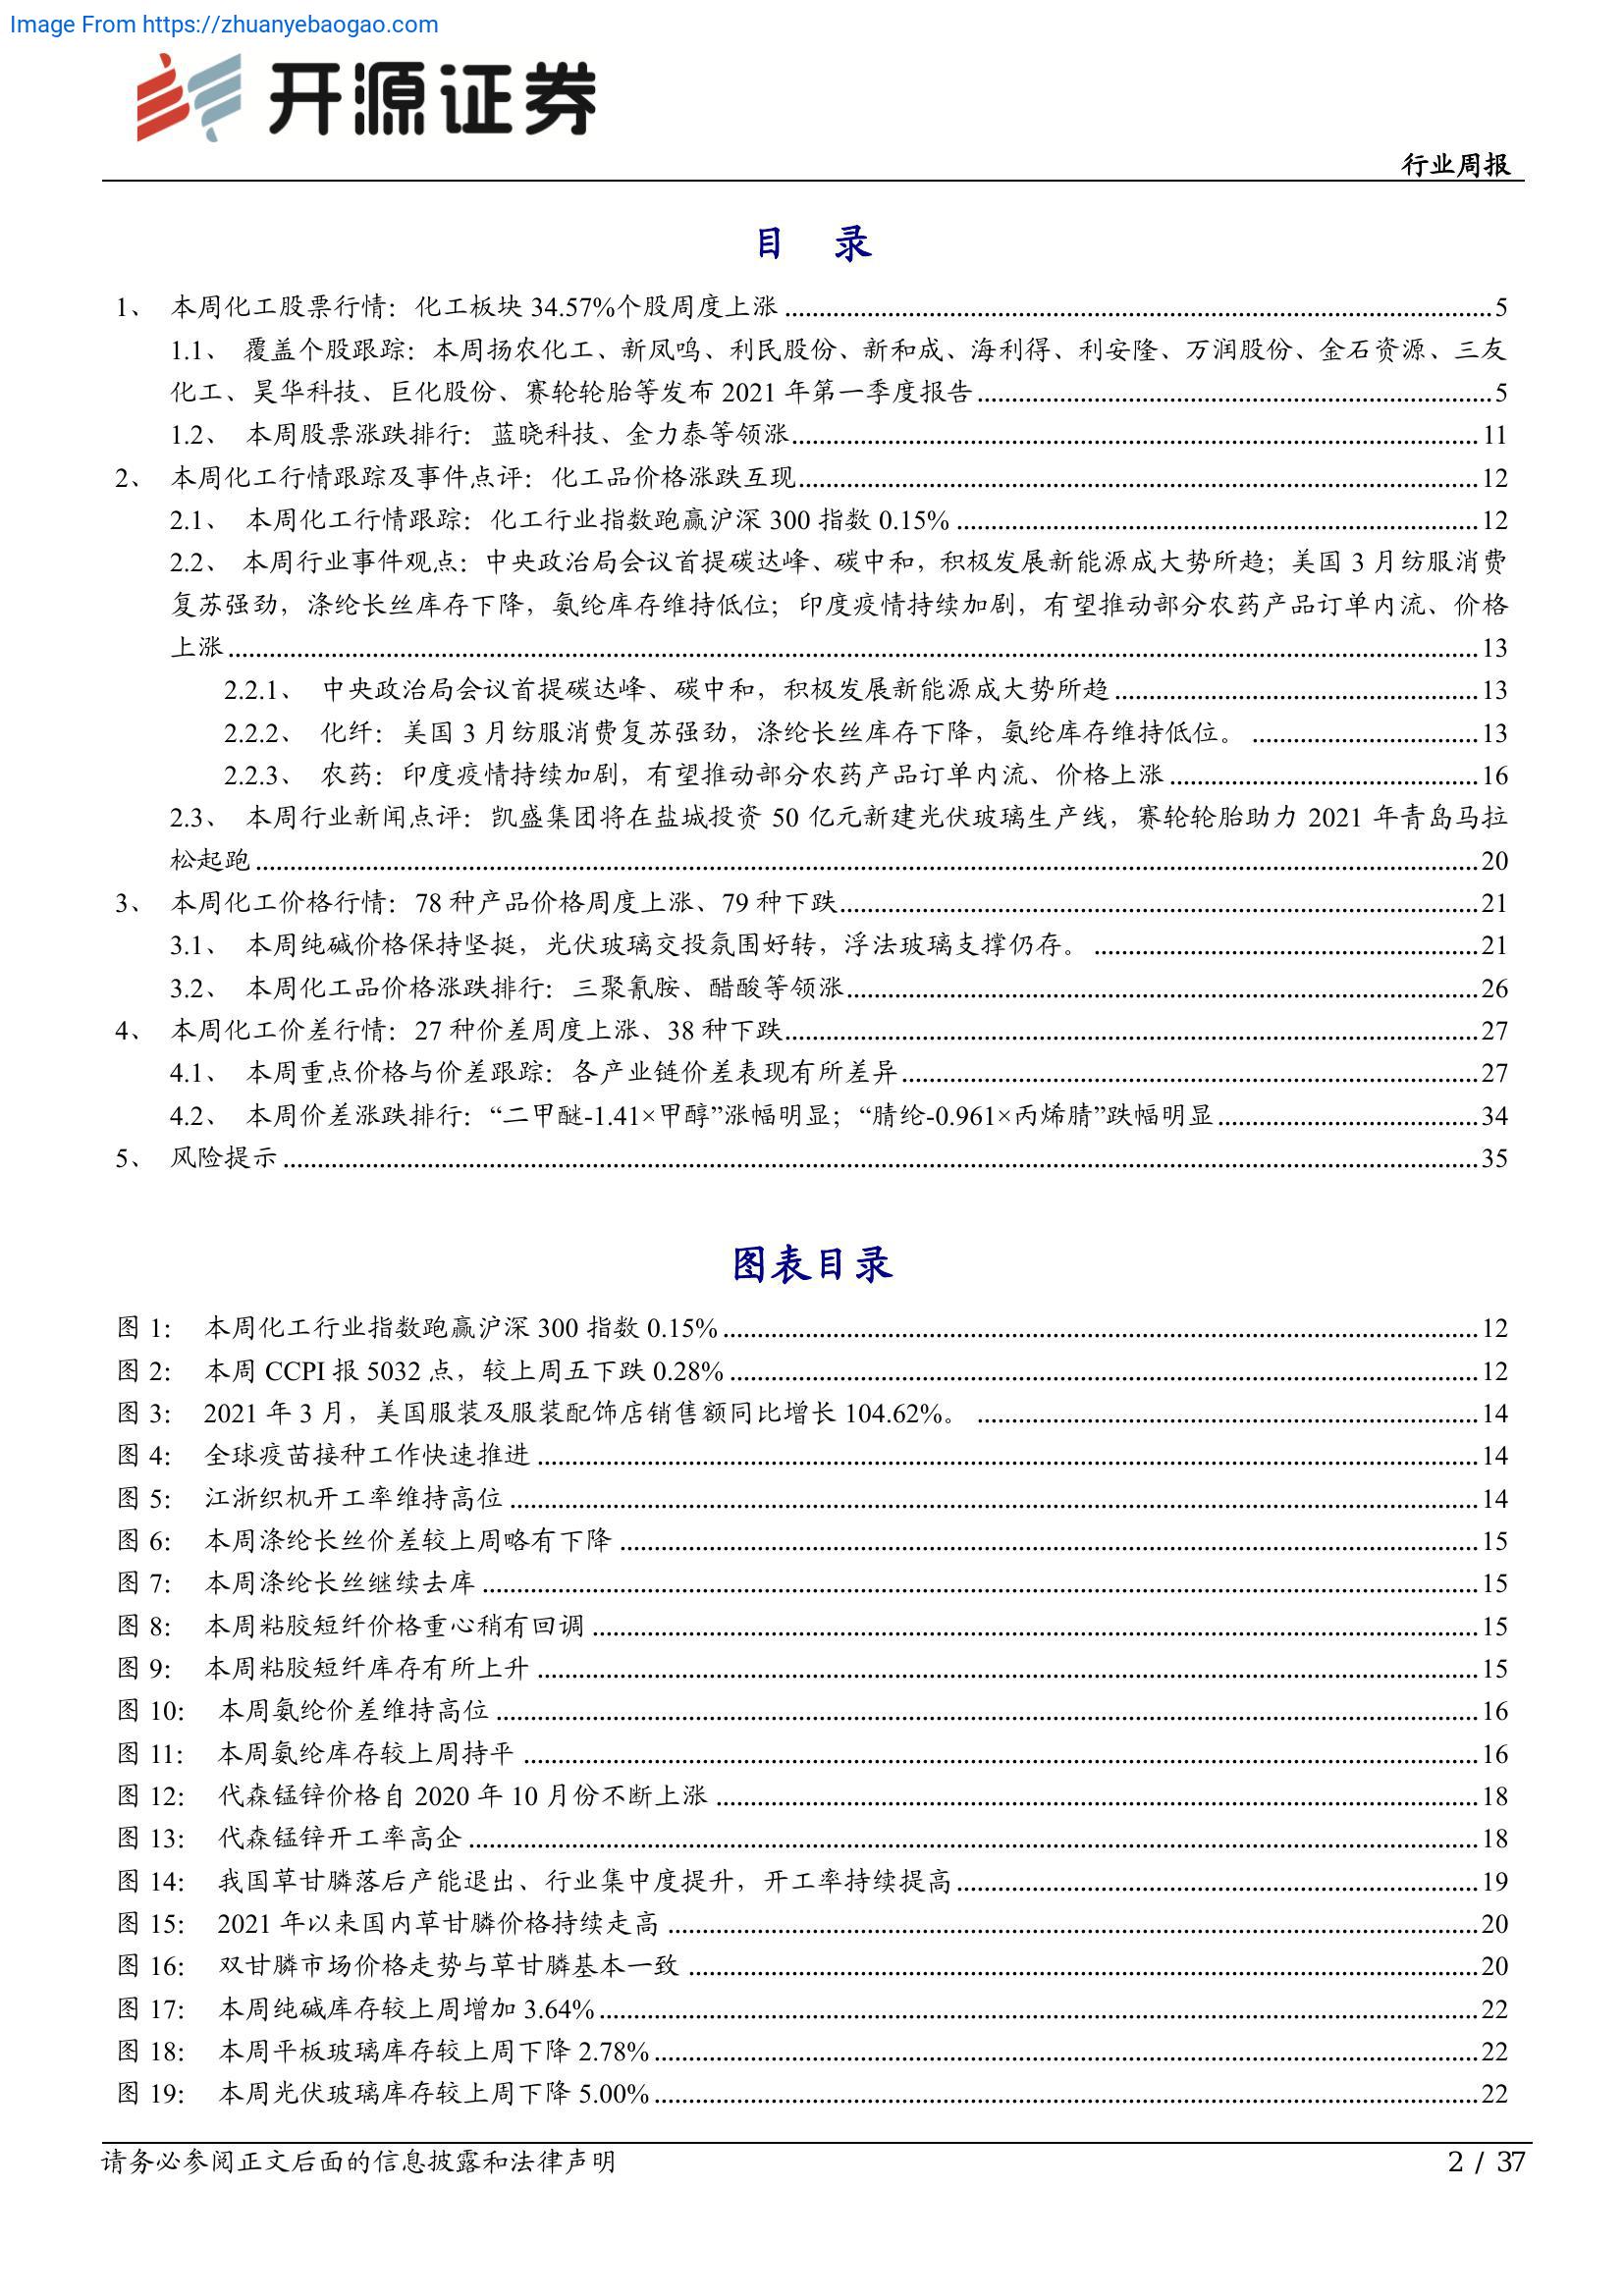 Image From https://zhuanyebaogao.com
开源证券
行业周报
目 录
1、 本周化工股票行情：化工板块 34.57%个股周度上涨 5
1.1、 覆盖个股跟踪：本周扬农化工、新凤鸣、利民股份、新和成、海利得、利安隆、万润股份、金石资源、三友
化工、昊华科技、巨化股份、赛轮轮胎等发布 2021 年第一季度报告 5
1.2、 本周股票涨跌排行：蓝晓科技、金力泰等领涨 11
2、 本周化工行情跟踪及事件点评：化工品价格涨跌互现 12
2.1、 本周化工行情跟踪：化工行业指数跑赢沪深 300 指数 0.15% 12
2.2、 本周行业事件观点：中央政治局会议首提碳达峰、碳中和，积极发展新能源成大势所趋；美国 3 月纺服消费
复苏强劲，涤纶长丝库存下降，氨纶库存维持低位；印度疫情持续加剧，有望推动部分农药产品订单内流、价格
上涨 13
2.2.1、 中央政治局会议首提碳达峰、碳中和，积极发展新能源成大势所趋 13
2.2.2、 化纤：美国 3 月纺服消费复苏强劲，涤纶长丝库存下降，氨纶库存维持低位。 13
2.2.3、 农药：印度疫情持续加剧，有望推动部分农药产品订单内流、价格上涨 16
2.3、 本周行业新闻点评：凯盛集团将在盐城投资 50 亿元新建光伏玻璃生产线，赛轮轮胎助力 2021 年青岛马拉
松起跑 20
3、 本周化工价格行情：78 种产品价格周度上涨、79 种下跌 21
3.1、 本周纯碱价格保持坚挺，光伏玻璃交投氛围好转，浮法玻璃支撑仍存。 21
3.2、 本周化工品价格涨跌排行：三聚氰胺、醋酸等领涨 26
4、 本周化工价差行情：27 种价差周度上涨、38 种下跌 27
4.1、 本周重点价格与价差跟踪：各产业链价差表现有所差异 27
4.2、 本周价差涨跌排行：“二甲醚-1.41×甲醇”涨幅明显；“腈纶-0.961×丙烯腈”跌幅明显 34
5、 风险提示 35
图表目录
图 1： 本周化工行业指数跑赢沪深 300 指数 0.15% 12
图 2： 本周 CCPI 报 5032 点，较上周五下跌 0.28% 12
图 3： 2021 年 3 月，美国服装及服装配饰店销售额同比增长 104.62%。 14
图 4： 全球疫苗接种工作快速推进 14
图 5： 江浙织机开工率维持高位 14
图 6： 本周涤纶长丝价差较上周略有下降 15
图 7： 本周涤纶长丝继续去库 15
图 8： 本周粘胶短纤价格重心稍有回调 15
图 9： 本周粘胶短纤库存有所上升 15
图 10： 本周氨纶价差维持高位 16
图 11： 本周氨纶库存较上周持平 16
图 12： 代森锰锌价格自 2020 年 10 月份不断上涨 18
图 13： 代森锰锌开工率高企 18
图 14： 我国草甘膦落后产能退出、行业集中度提升，开工率持续提高 19
图 15： 2021 年以来国内草甘膦价格持续走高 20
图 16： 双甘膦市场价格走势与草甘膦基本一致 20
图 17： 本周纯碱库存较上周增加 3.64% 22
图 18： 本周平板玻璃库存较上周下降 2.78% 22
图 19： 本周光伏玻璃库存较上周下降 5.00% 22
请务必参阅正文后面的信息披露和法律声明 2 / 37